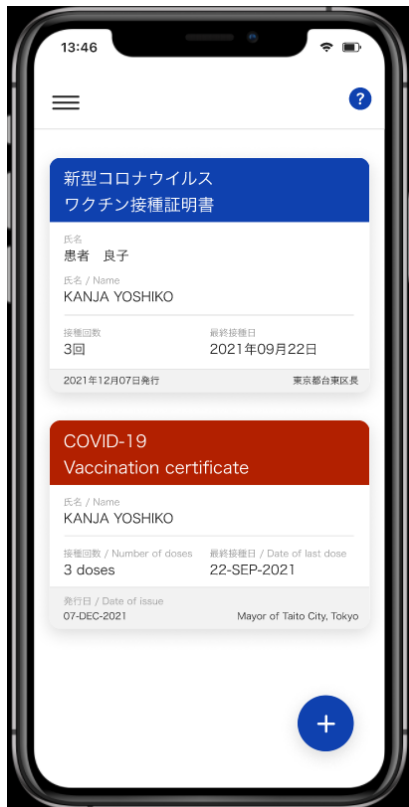 13:46
?
新型コロナウイルス
ワクチン接種証明書
氏名
患者　良子
氏名 / Name
KANJA YOSHIKO
接種回数 最終接種日
3回 2021年09月22日
2021年12月07日発行 東京都台東区長
COVID-19
Vaccination certificate
氏名 / Name
KANJA YOSHIKO
接種回数 / Number of doses 最終接種日 / Date of last dose
3 doses 22-SEP-2021
発行日 / Date of issue
07-DEC-2021 Mayor of Taito City, Tokyo
+